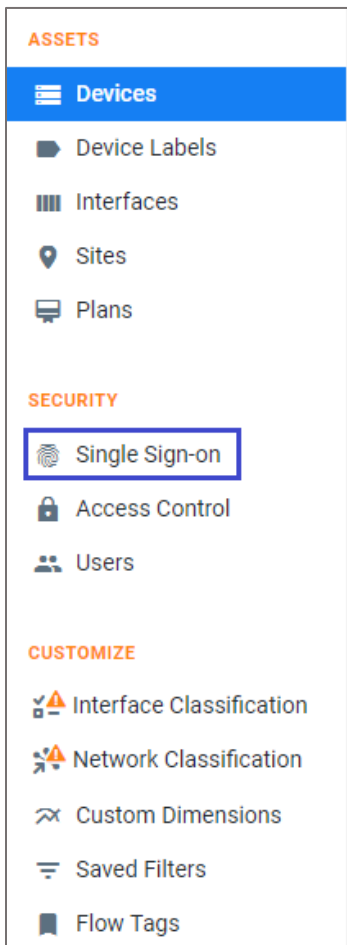 ASSETS
Devices
Device Labels
Interfaces
Sites
Plans
SECURITY
Single Sign-on
Access Control
Users
CUSTOMIZE
Interface Classification
Network Classification
Custom Dimensions
Saved Filters
Flow Tags